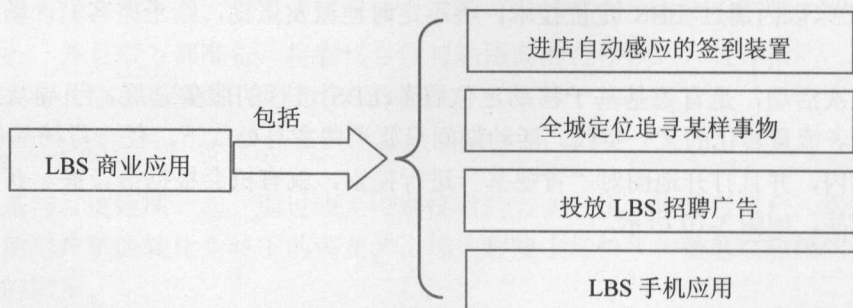 进店自动感应的签到装置
包括
全城定位追寻某样事物
LBS 商业应用
投放 LBS 招聘广告
LBS 手机应用